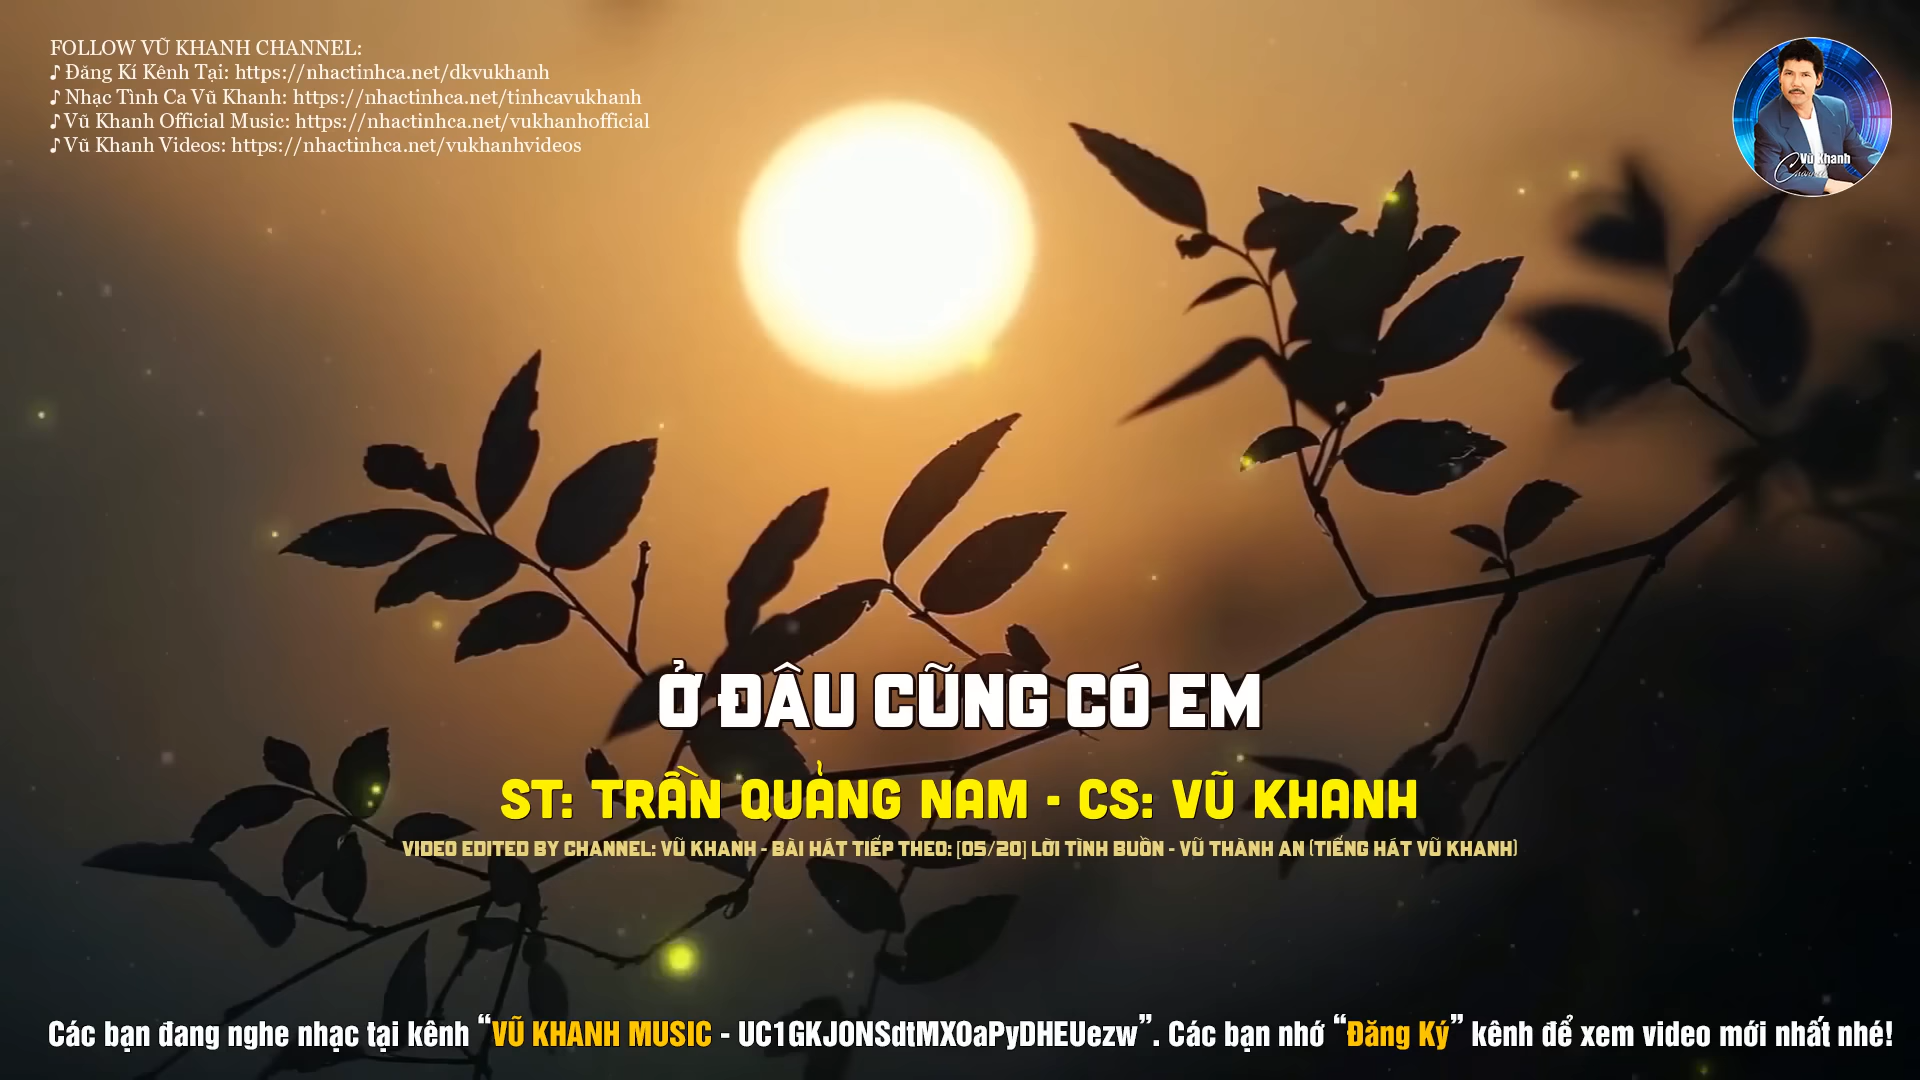 FOLLOW VŨ KHANH CHANNEL:
♪ Đăng Kí Kênh Tại: https://nhactinhca.net/dkvukhanh
♪ Nhạc Tình Ca Vũ Khanh: https://nhactinhca.net/tinhcavukhanh
♪ Vũ Khanh Official Music: https://nhactinhca.net/vukhanhofficial
♪ Vũ Khanh Videos: https://nhactinhca.net/vukhanhvideos
Vũ Khanh
Channel
Ở ĐÂU CŨNG CÓ EM
ST: TRẦN QUẢNG NAM - CS: VŨ KHANH
VIDEO EDITED BY CHANNEL: VŨ KHANH - BÀI HÁT TIẾP THEO: [05/20] LỜI TÌNH BUỒN - VŨ THÀNH AN (TIẾNG HÁT VŨ KHANH)
Các bạn đang nghe nhạc tại kênh “VŨ KHANH MUSIC - UC1GKJONSdtMXOaPyDHEUezw”. Các bạn nhớ “Đăng Ký” kênh để xem video mới nhất nhé!